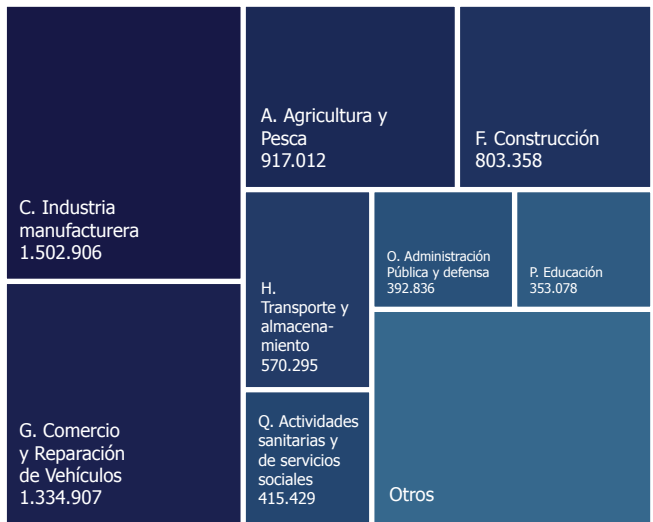 C. Industria
manufacturera
1.502.906
A. Agricultura y
Pesca
917.012
F. Construcción
803.358
G. Comercio
y Reparación
de Vehículos
1.334.907
H.
Transporte y
almacena-
miento
570.295
O. Administración
Pública y defensa
392.836
P. Educación
353.078
Q. Actividades
sanitarias y
de servicios
sociales
415.429
Otros